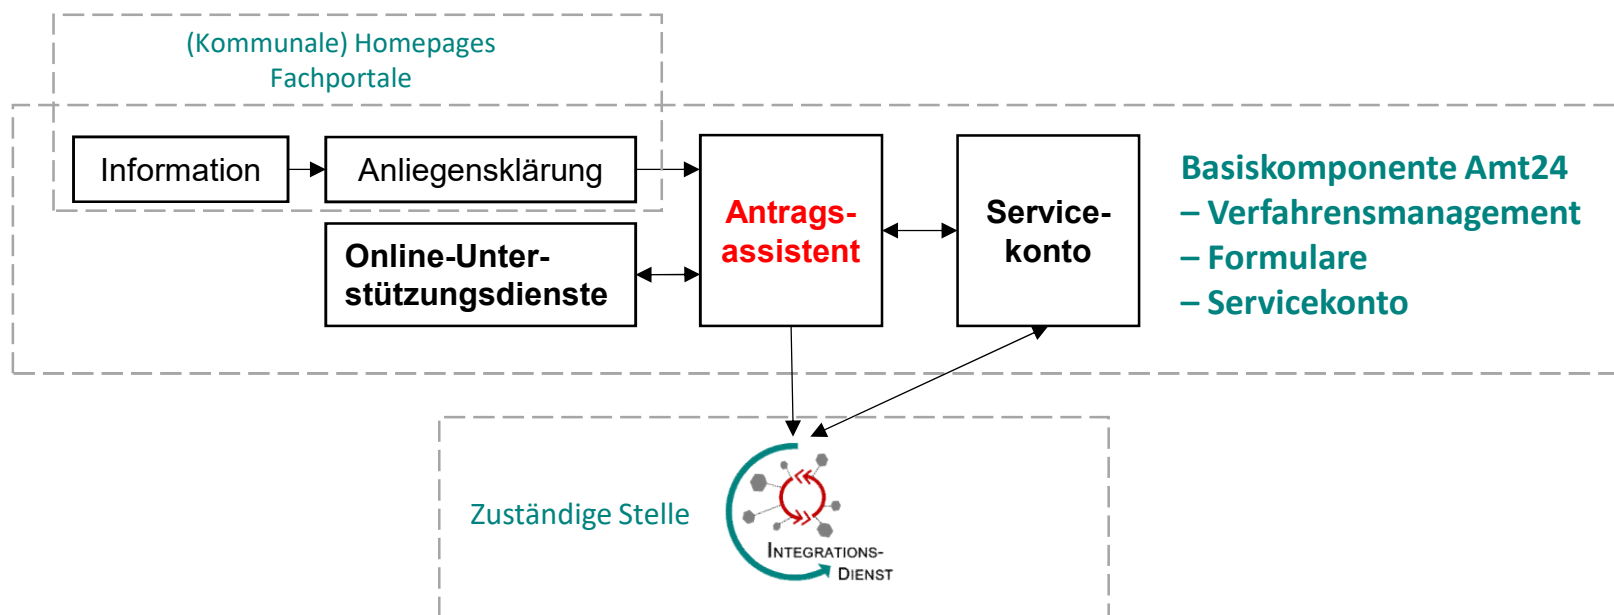 (Kommunale) Homepages
Fachportale
Information
Anliegensklärung
Online-Unter-
stützungsdienste
Antrags-
assistent
Service-
konto
Basiskomponente Amt24
– Verfahrensmanagement
– Formulare
– Servicekonto
Zuständige Stelle
INTEGRATIONS-
DIENST